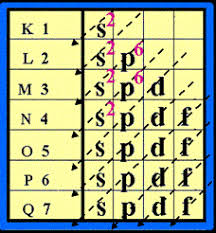 K 1 s²
L 2 s² p⁶
M 3 s² p⁶ d
N 4 s² p d f
O 5 s p d f
P 6 s p d f
Q 7 s p d f